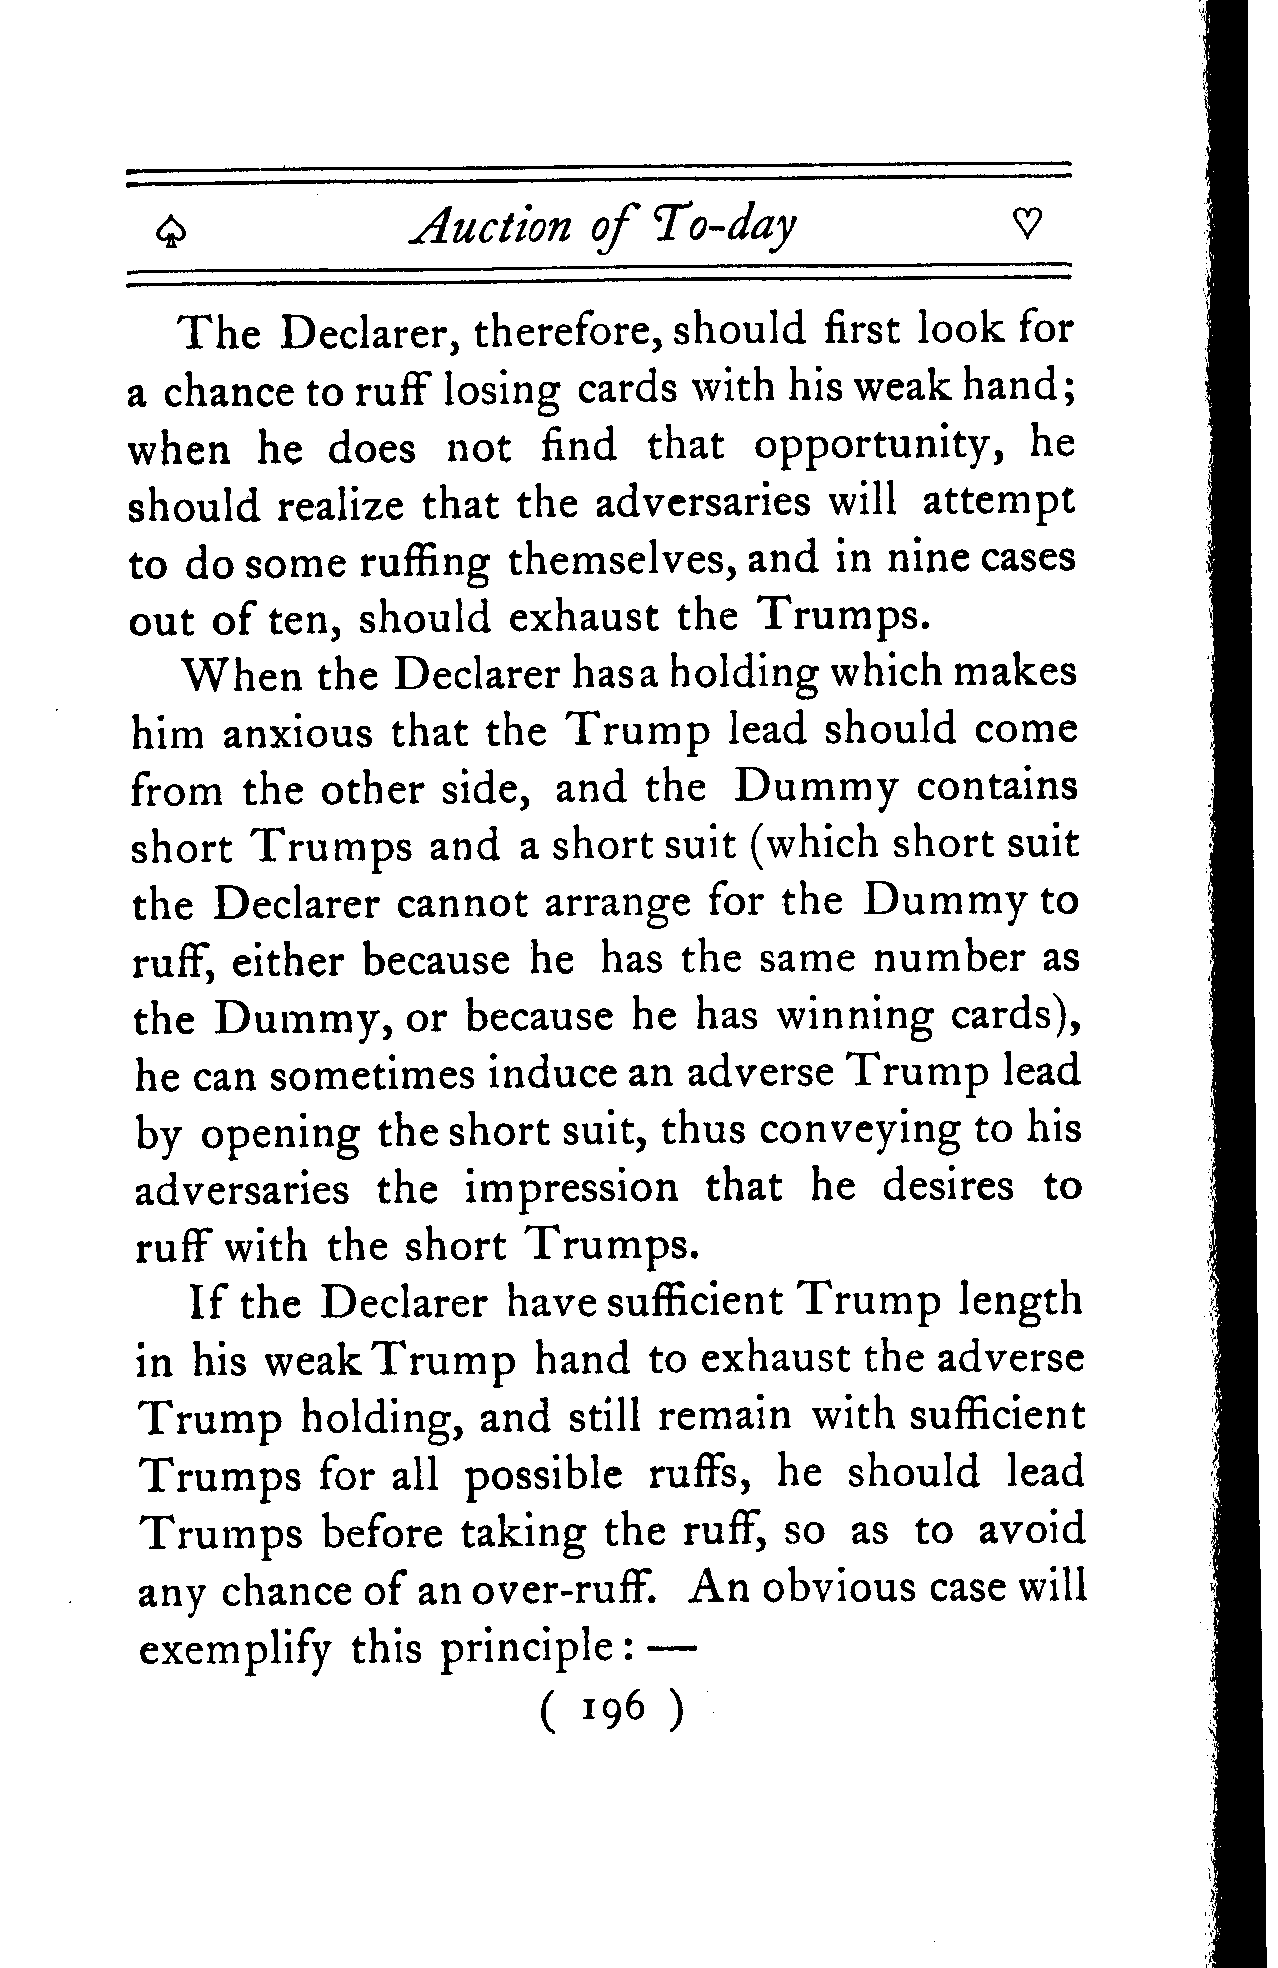 ♤ Auction of To-day ♡
The Declarer, therefore, should first look for
a chance to ruff losing cards with his weak hand;
when he does not find that opportunity, he
should realize that the adversaries will attempt
to do some ruffing themselves, and in nine cases
out of ten, should exhaust the Trumps.
When the Declarer has a holding which makes
him anxious that the Trump lead should come
from the other side, and the Dummy contains
short Trumps and a short suit (which short suit
the Declarer cannot arrange for the Dummy to
ruff, either because he has the same number as
the Dummy, or because he has winning cards),
he can sometimes induce an adverse Trump lead
by opening the short suit, thus conveying to his
adversaries the impression that he desires to
ruff with the short Trumps.
If the Declarer have sufficient Trump length
in his weak Trump hand to exhaust the adverse
Trump holding, and still remain with sufficient
Trumps for all possible ruffs, he should lead
Trumps before taking the ruff, so as to avoid
any chance of an over-ruff. An obvious case will
exemplify this principle: —
( 196 )